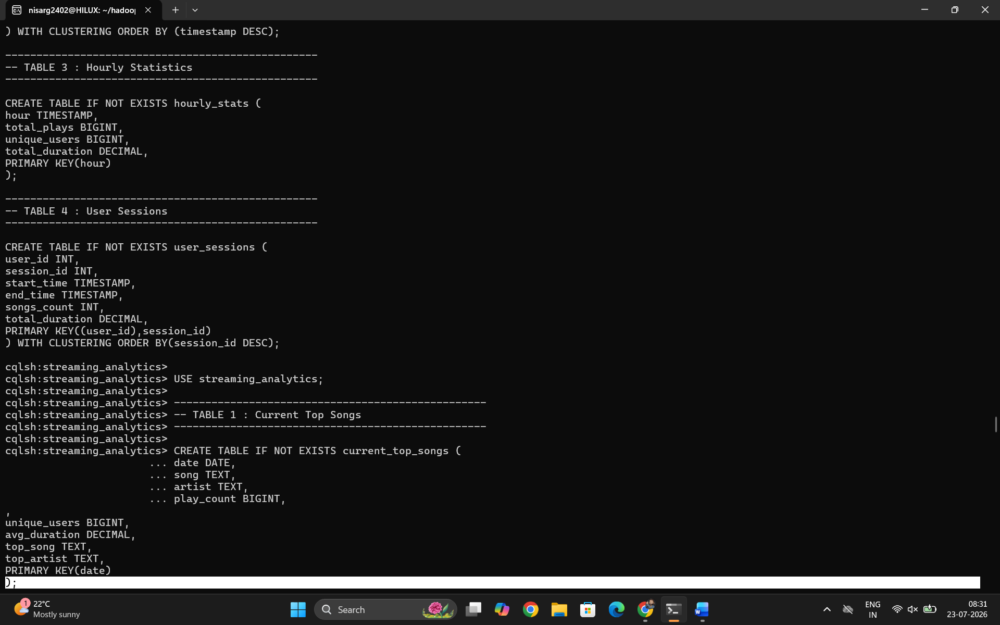 nisarg2402@HILUX: ~/hadoop
) WITH CLUSTERING ORDER BY (timestamp DESC);
--------------------------------------------------
-- TABLE 3 : Hourly Statistics
--------------------------------------------------
CREATE TABLE IF NOT EXISTS hourly_stats (
hour TIMESTAMP,
total_plays BIGINT,
unique_users BIGINT,
total_duration DECIMAL,
PRIMARY KEY(hour)
);
--------------------------------------------------
-- TABLE 4 : User Sessions
--------------------------------------------------
CREATE TABLE IF NOT EXISTS user_sessions (
user_id INT,
session_id INT,
start_time TIMESTAMP,
end_time TIMESTAMP,
songs_count INT,
total_duration DECIMAL,
PRIMARY KEY((user_id),session_id)
) WITH CLUSTERING ORDER BY(session_id DESC);
cqlsh:streaming_analytics>
cqlsh:streaming_analytics> USE streaming_analytics;
cqlsh:streaming_analytics>
cqlsh:streaming_analytics> --------------------------------------------------
cqlsh:streaming_analytics> -- TABLE 1 : Current Top Songs
cqlsh:streaming_analytics> --------------------------------------------------
cqlsh:streaming_analytics>
cqlsh:streaming_analytics> CREATE TABLE IF NOT EXISTS current_top_songs (
... date DATE,
... song TEXT,
... artist TEXT,
... play_count BIGINT,
,
unique_users BIGINT,
avg_duration DECIMAL,
top_song TEXT,
top_artist TEXT,
PRIMARY KEY(date)
);
1
22°C
Mostly sunny
Search
ENG
IN
08:31
23-07-2026